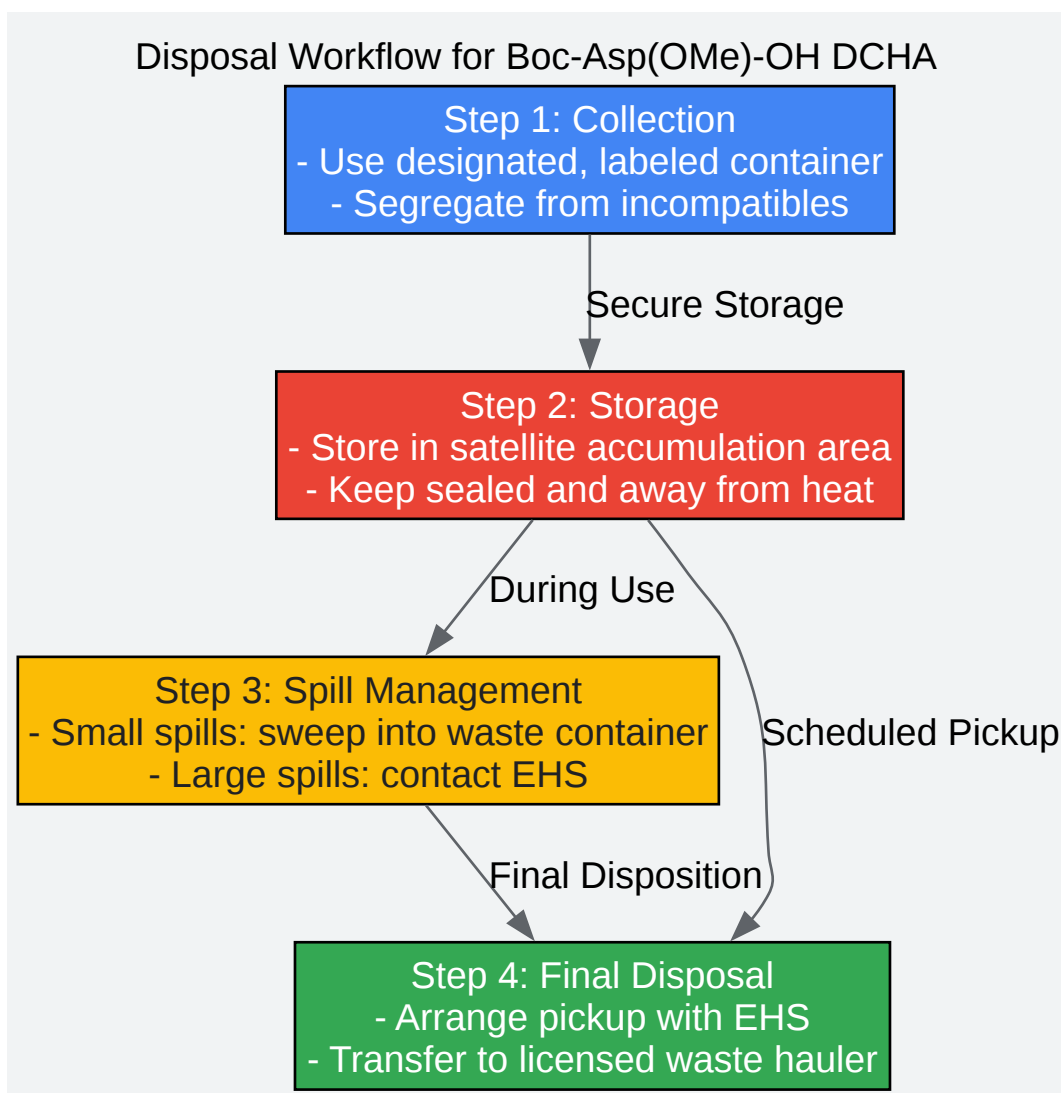 Disposal Workflow for Boc-Asp(OMe)-OH DCHA
Step 1: Collection
- Use designated, labeled container
- Segregate from incompatibles
Secure Storage
Step 2: Storage
- Store in satellite accumulation area
- Keep sealed and away from heat
During Use
Step 3: Spill Management
- Small spills: sweep into waste container
- Large spills: contact EHS
Scheduled Pickup
Final Disposition
Step 4: Final Disposal
- Arrange pickup with EHS
- Transfer to licensed waste hauler